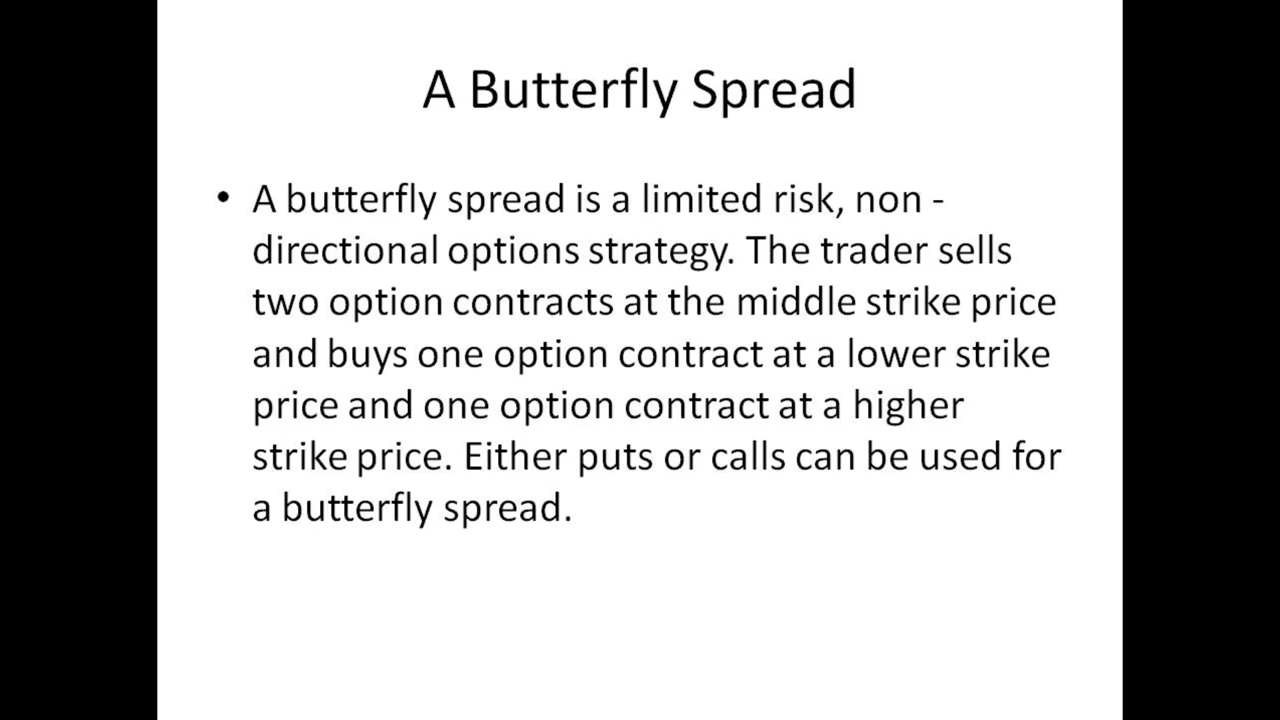 A Butterfly Spread
• A butterfly spread is a limited risk, non -
directional options strategy. The trader sells
two option contracts at the middle strike price
and buys one option contract at a lower strike
price and one option contract at a higher
strike price. Either puts or calls can be used for
a butterfly spread.